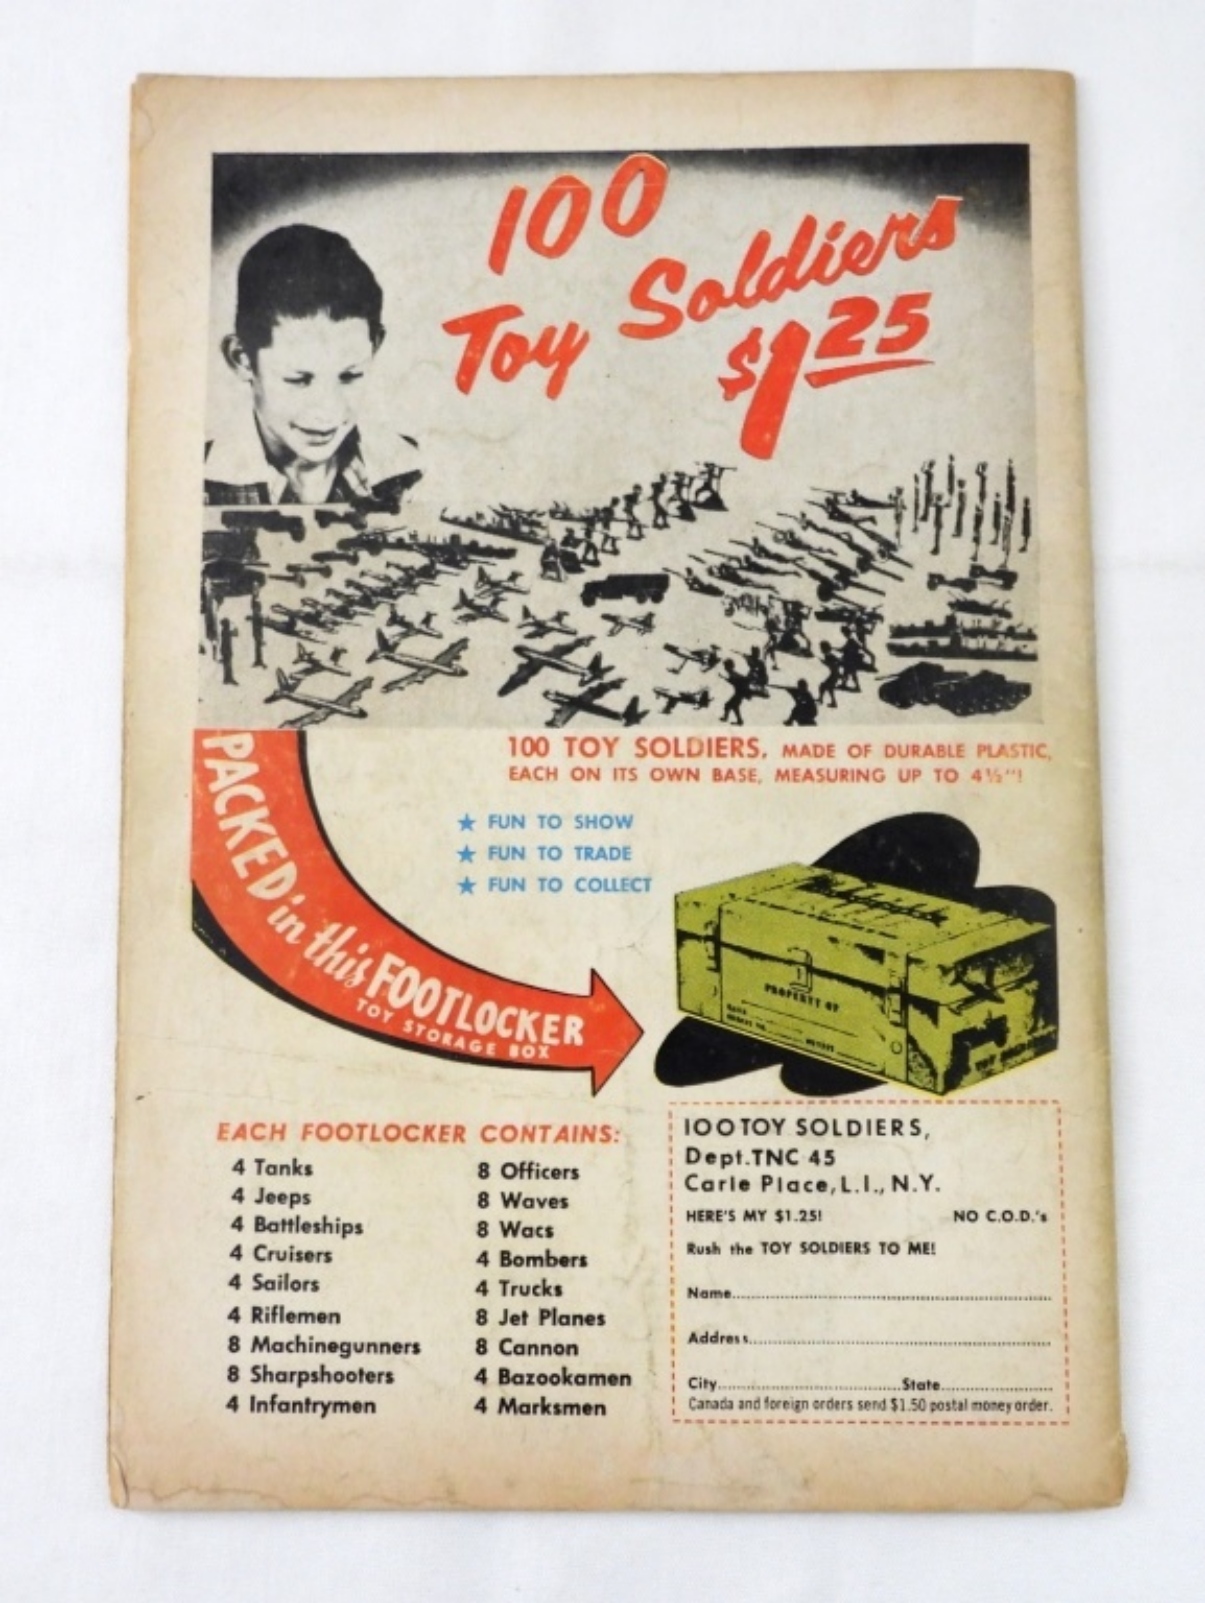 100
Toy Soldiers
$1.25
100 TOY SOLDIERS, MADE OF DURABLE PLASTIC,
EACH ON ITS OWN BASE, MEASURING UP TO 4½"!
PACKED in this FOOTLOCKER
TOY STORAGE BOX
★ FUN TO SHOW
★ FUN TO TRADE
★ FUN TO COLLECT
PROPERTY OF
TOY SOLDIERS
EACH FOOTLOCKER CONTAINS:
4 Tanks
4 Jeeps
4 Battleships
4 Cruisers
4 Sailors
4 Riflemen
8 Machinegunners
8 Sharpshooters
4 Infantrymen
8 Officers
8 Waves
8 Wacs
4 Bombers
4 Trucks
8 Jet Planes
8 Cannon
4 Bazookamen
4 Marksmen
100 TOY SOLDIERS,
Dept. TNC 45
Carle Place, L.I., N.Y.
HERE'S MY $1.25! NO C.O.D.'s
Rush the TOY SOLDIERS TO ME!
Name
Address
City State
Canada and foreign orders send $1.50 postal money order.